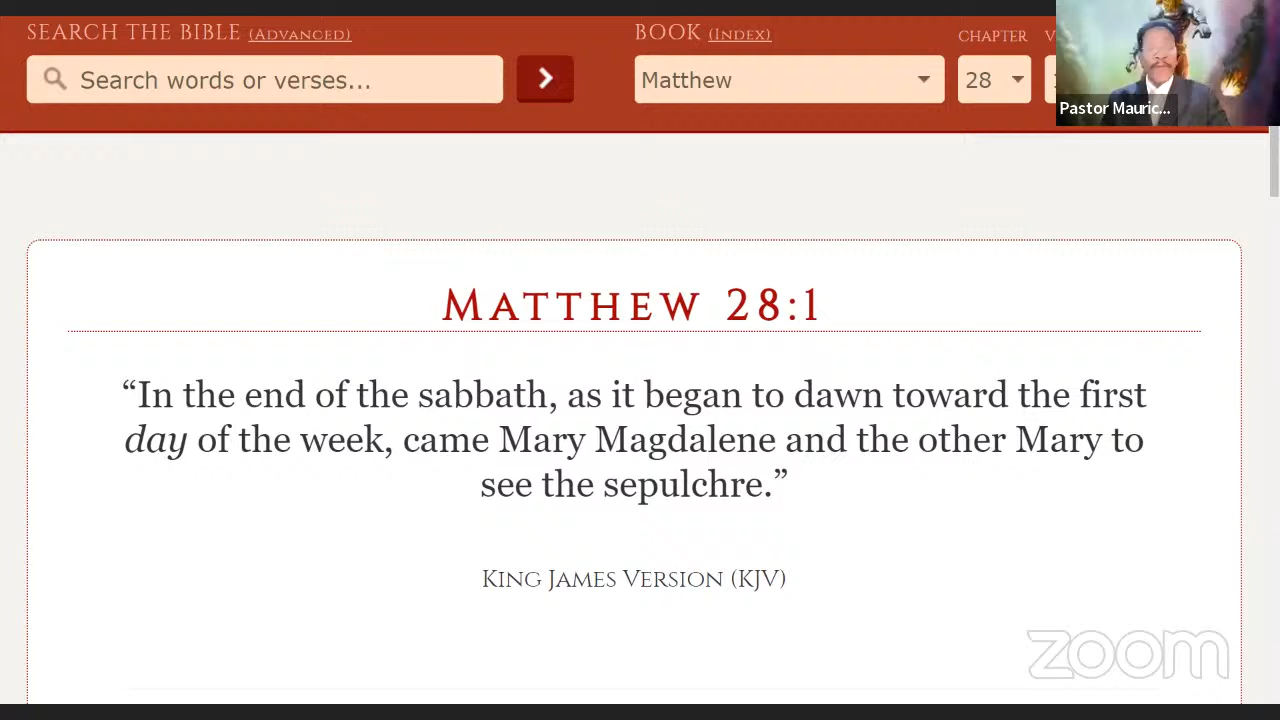 SEARCH THE BIBLE (ADVANCED)
BOOK (INDEX)
CHAPTER
Search words or verses...
Matthew
28
Pastor Mauric...
MATTHEW 28:1
“In the end of the sabbath, as it began to dawn toward the first
day of the week, came Mary Magdalene and the other Mary to
see the sepulchre.”
KING JAMES VERSION (KJV)
zoom